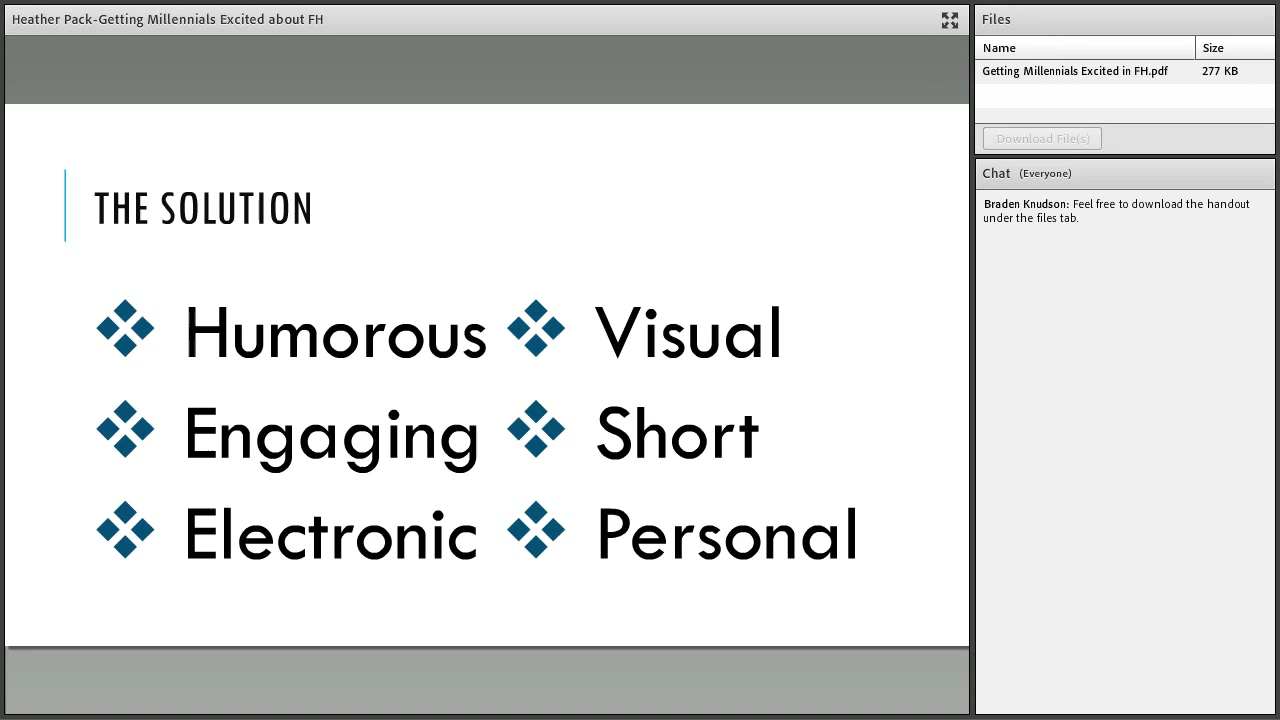 Heather Pack-Getting Millennials Excited about FH
THE SOLUTION
Humorous
Engaging
Electronic
Visual
Short
Personal
Files
Name Size
Getting Millennials Excited in FH.pdf 277 KB
Download File(s)
Chat (Everyone)
Braden Knudson: Feel free to download the handout
under the files tab.